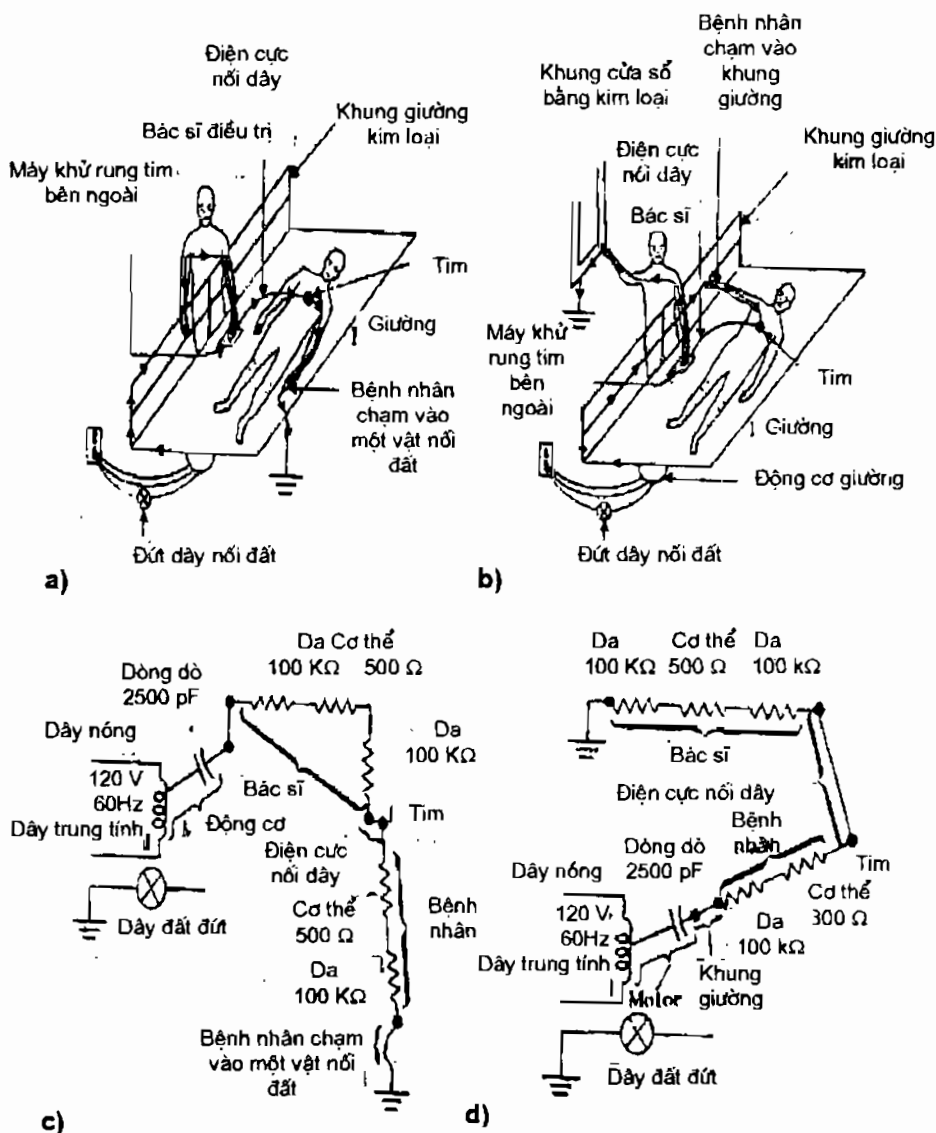 Điện cực
nối dây
Bác sĩ điều trị
Khung giường
kim loại
Máy khử rung tim
bên ngoài
Tim
Giường
Bệnh nhân
chạm vào
một vật nối
đất
Đứt dây nối đất
a)
Bệnh nhân
chạm vào
khung
giường
Khung cửa sổ
bằng kim loại
Khung giường
kim loại
Điện cực
nối dây
Bác sĩ
Máy khử
rung tim
bên
ngoài
Tim
Giường
Động cơ giường
Đứt dây nối đất
b)
Da Cơ thể
100 KΩ 500 Ω
Dòng dò
2500 pF
Dây nóng
Da
100 KΩ
120 V
60Hz
Bác sĩ
Dây trung tính
Động cơ
Tim
Điện cưc
nối dây
Cơ thể
500 Ω
Bệnh
nhân
Dây đất đứt
Da
100 KΩ
Bệnh nhân chạm
vào một vật nối
đất
c)
Da Cơ thể Da
100 KΩ 500 Ω 100 kΩ
Bác sĩ
Điện cực nối dây
Bệnh
nhân
Dòng dò
2500 pF
Tim
Dây nóng
Cơ thể
300 Ω
120 V
60Hz
Da
100 kΩ
Dây trung tính
Khung
giường
Motor
Dây đất đứt
d)